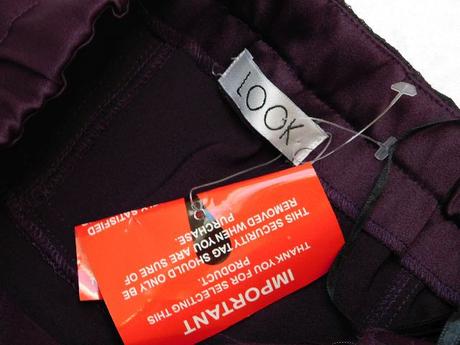 LOOK
IMPORTANT
THANK YOU FOR SELECTING THIS
PRODUCT.
THIS SECURITY TAG SHOULD ONLY BE
REMOVED WHEN YOU ARE SURE OF
PURCHASE.
SATISFIED